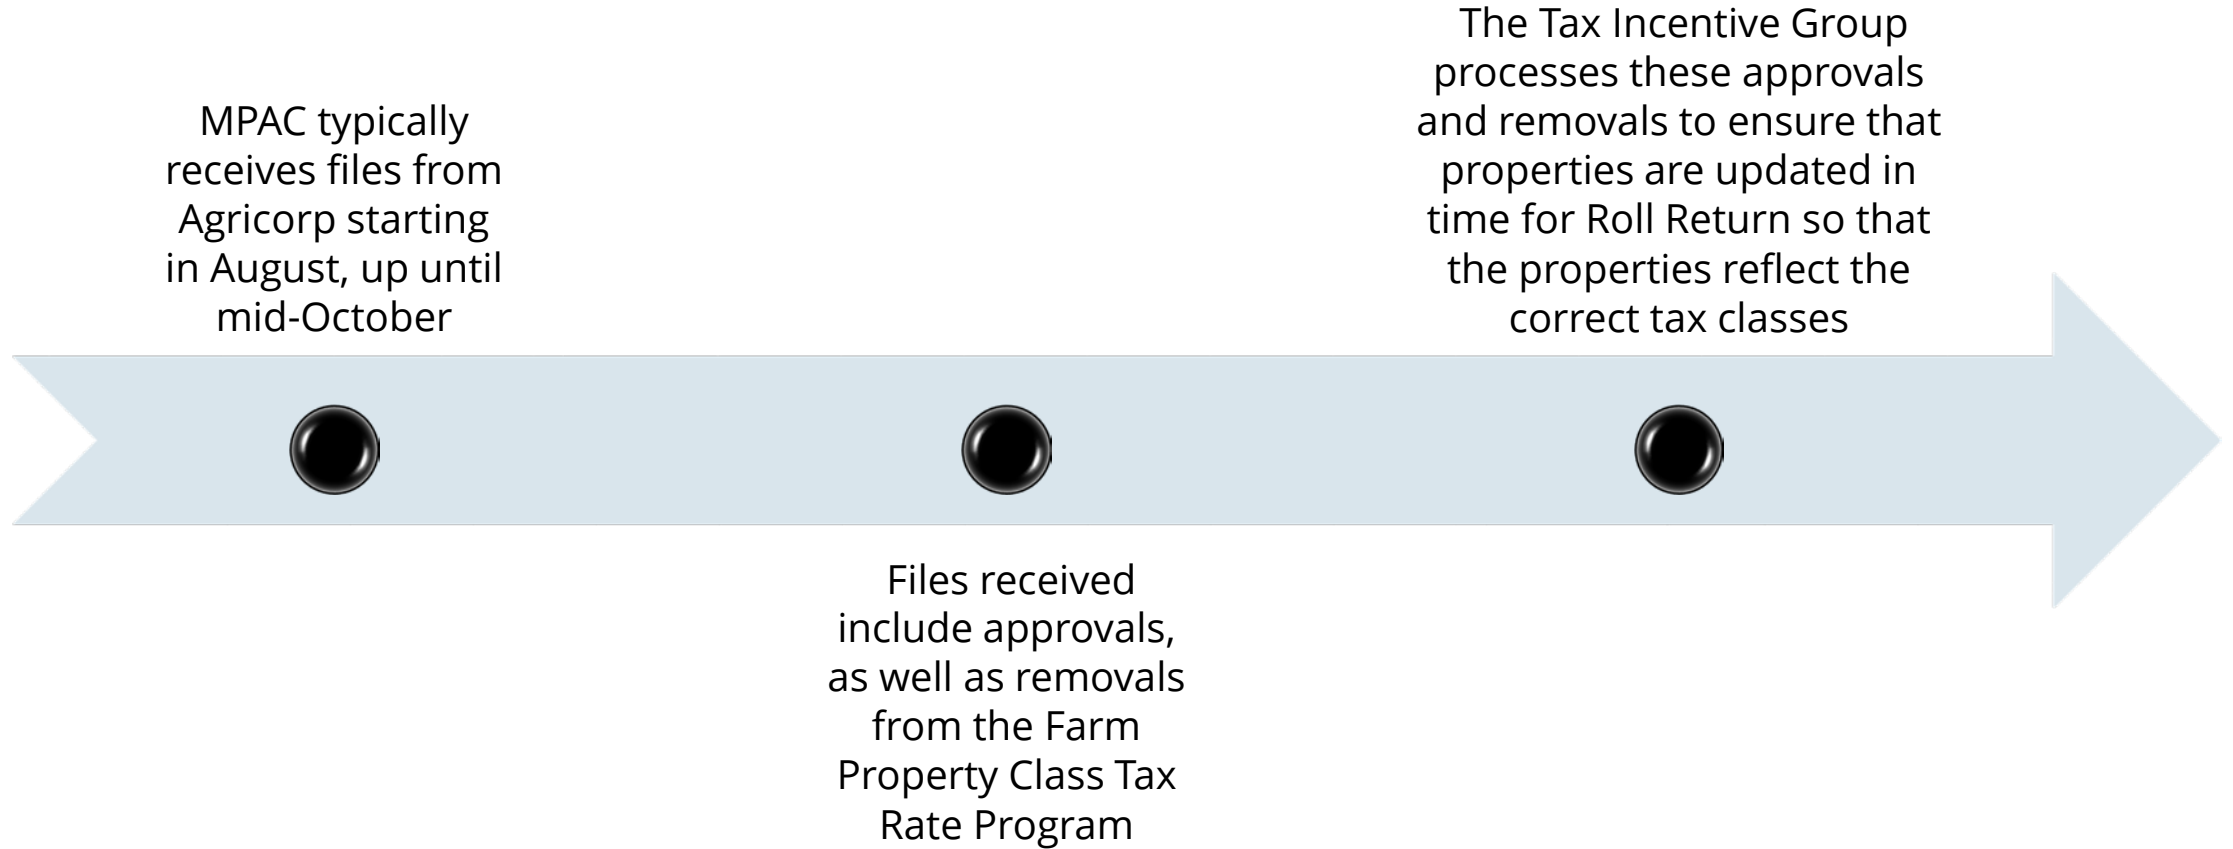 MPAC typically
receives files from
Agricorp starting
in August, up until
mid-October
Files received
include approvals,
as well as removals
from the Farm
Property Class Tax
Rate Program
The Tax Incentive Group
processes these approvals
and removals to ensure that
properties are updated in
time for Roll Return so that
the properties reflect the
correct tax classes